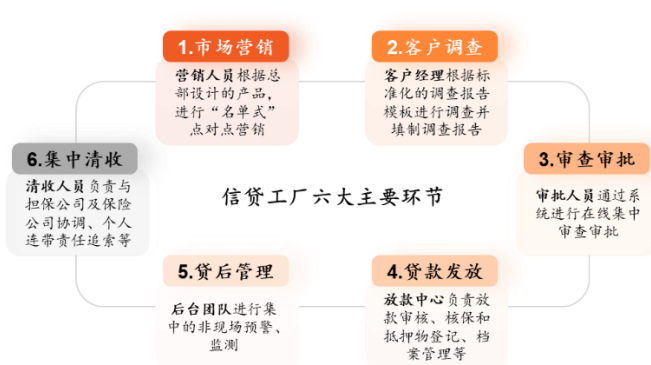 1.市场营销
营销人员根据总
部设计的产品，
进行“名单式”
点对点营销
2.客户调查
客户经理根据标
准化的调查报告
模板进行调查并
填制调查报告
3.审查审批
审批人员通过系
统进行在线集中
审查审批
信贷工厂六大主要环节
4.贷款发放
放款中心负责放
款审核、核保和
抵押物登记、档
案管理等
5.贷后管理
后台团队进行集
中的非现场预警、
监测
6.集中清收
清收人员负责与
担保公司及保险
公司协调、个人
连带责任追索等